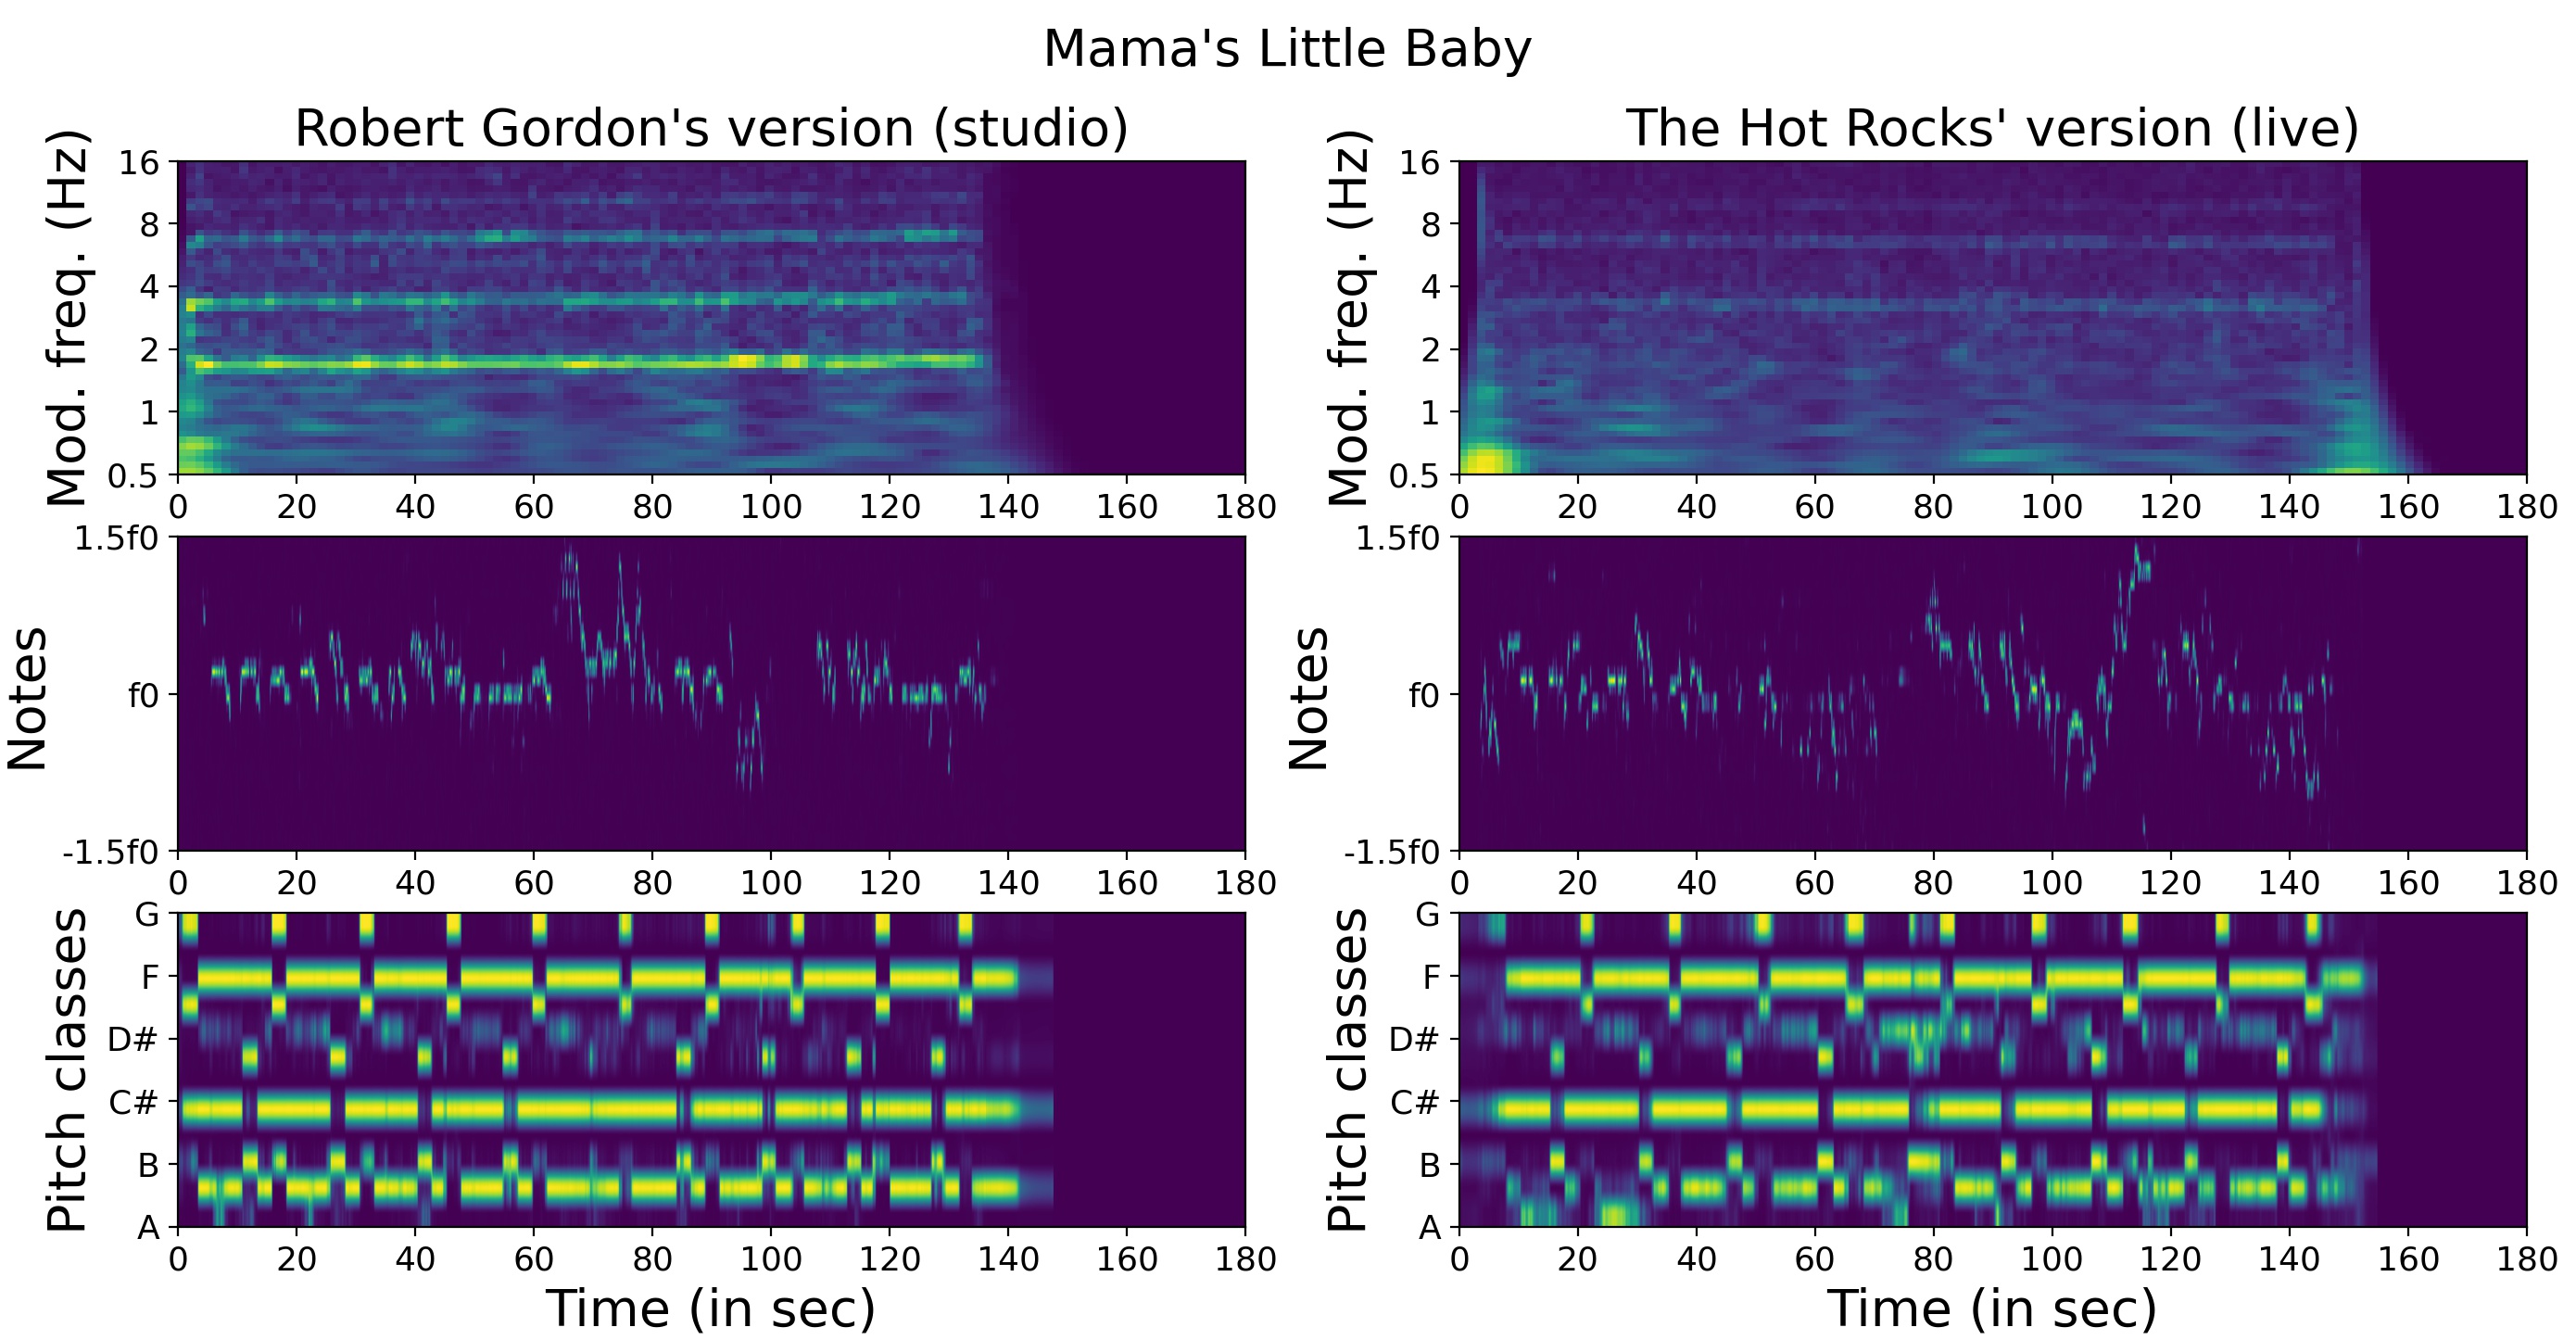 Mama's Little Baby
Robert Gordon's version (studio)
The Hot Rocks' version (live)
Mod. freq. (Hz)
16
8
4
2
1
0.5
0 20 40 60 80 100 120 140 160 180
Mod. freq. (Hz)
16
8
4
2
1
0.5
0 20 40 60 80 100 120 140 160 180
Notes
1.5f0
f0
-1.5f0
0 20 40 60 80 100 120 140 160 180
Notes
1.5f0
f0
-1.5f0
0 20 40 60 80 100 120 140 160 180
Pitch classes
G
F
D#
C#
B
A
0 20 40 60 80 100 120 140 160 180
Time (in sec)
Pitch classes
G
F
D#
C#
B
A
0 20 40 60 80 100 120 140 160 180
Time (in sec)